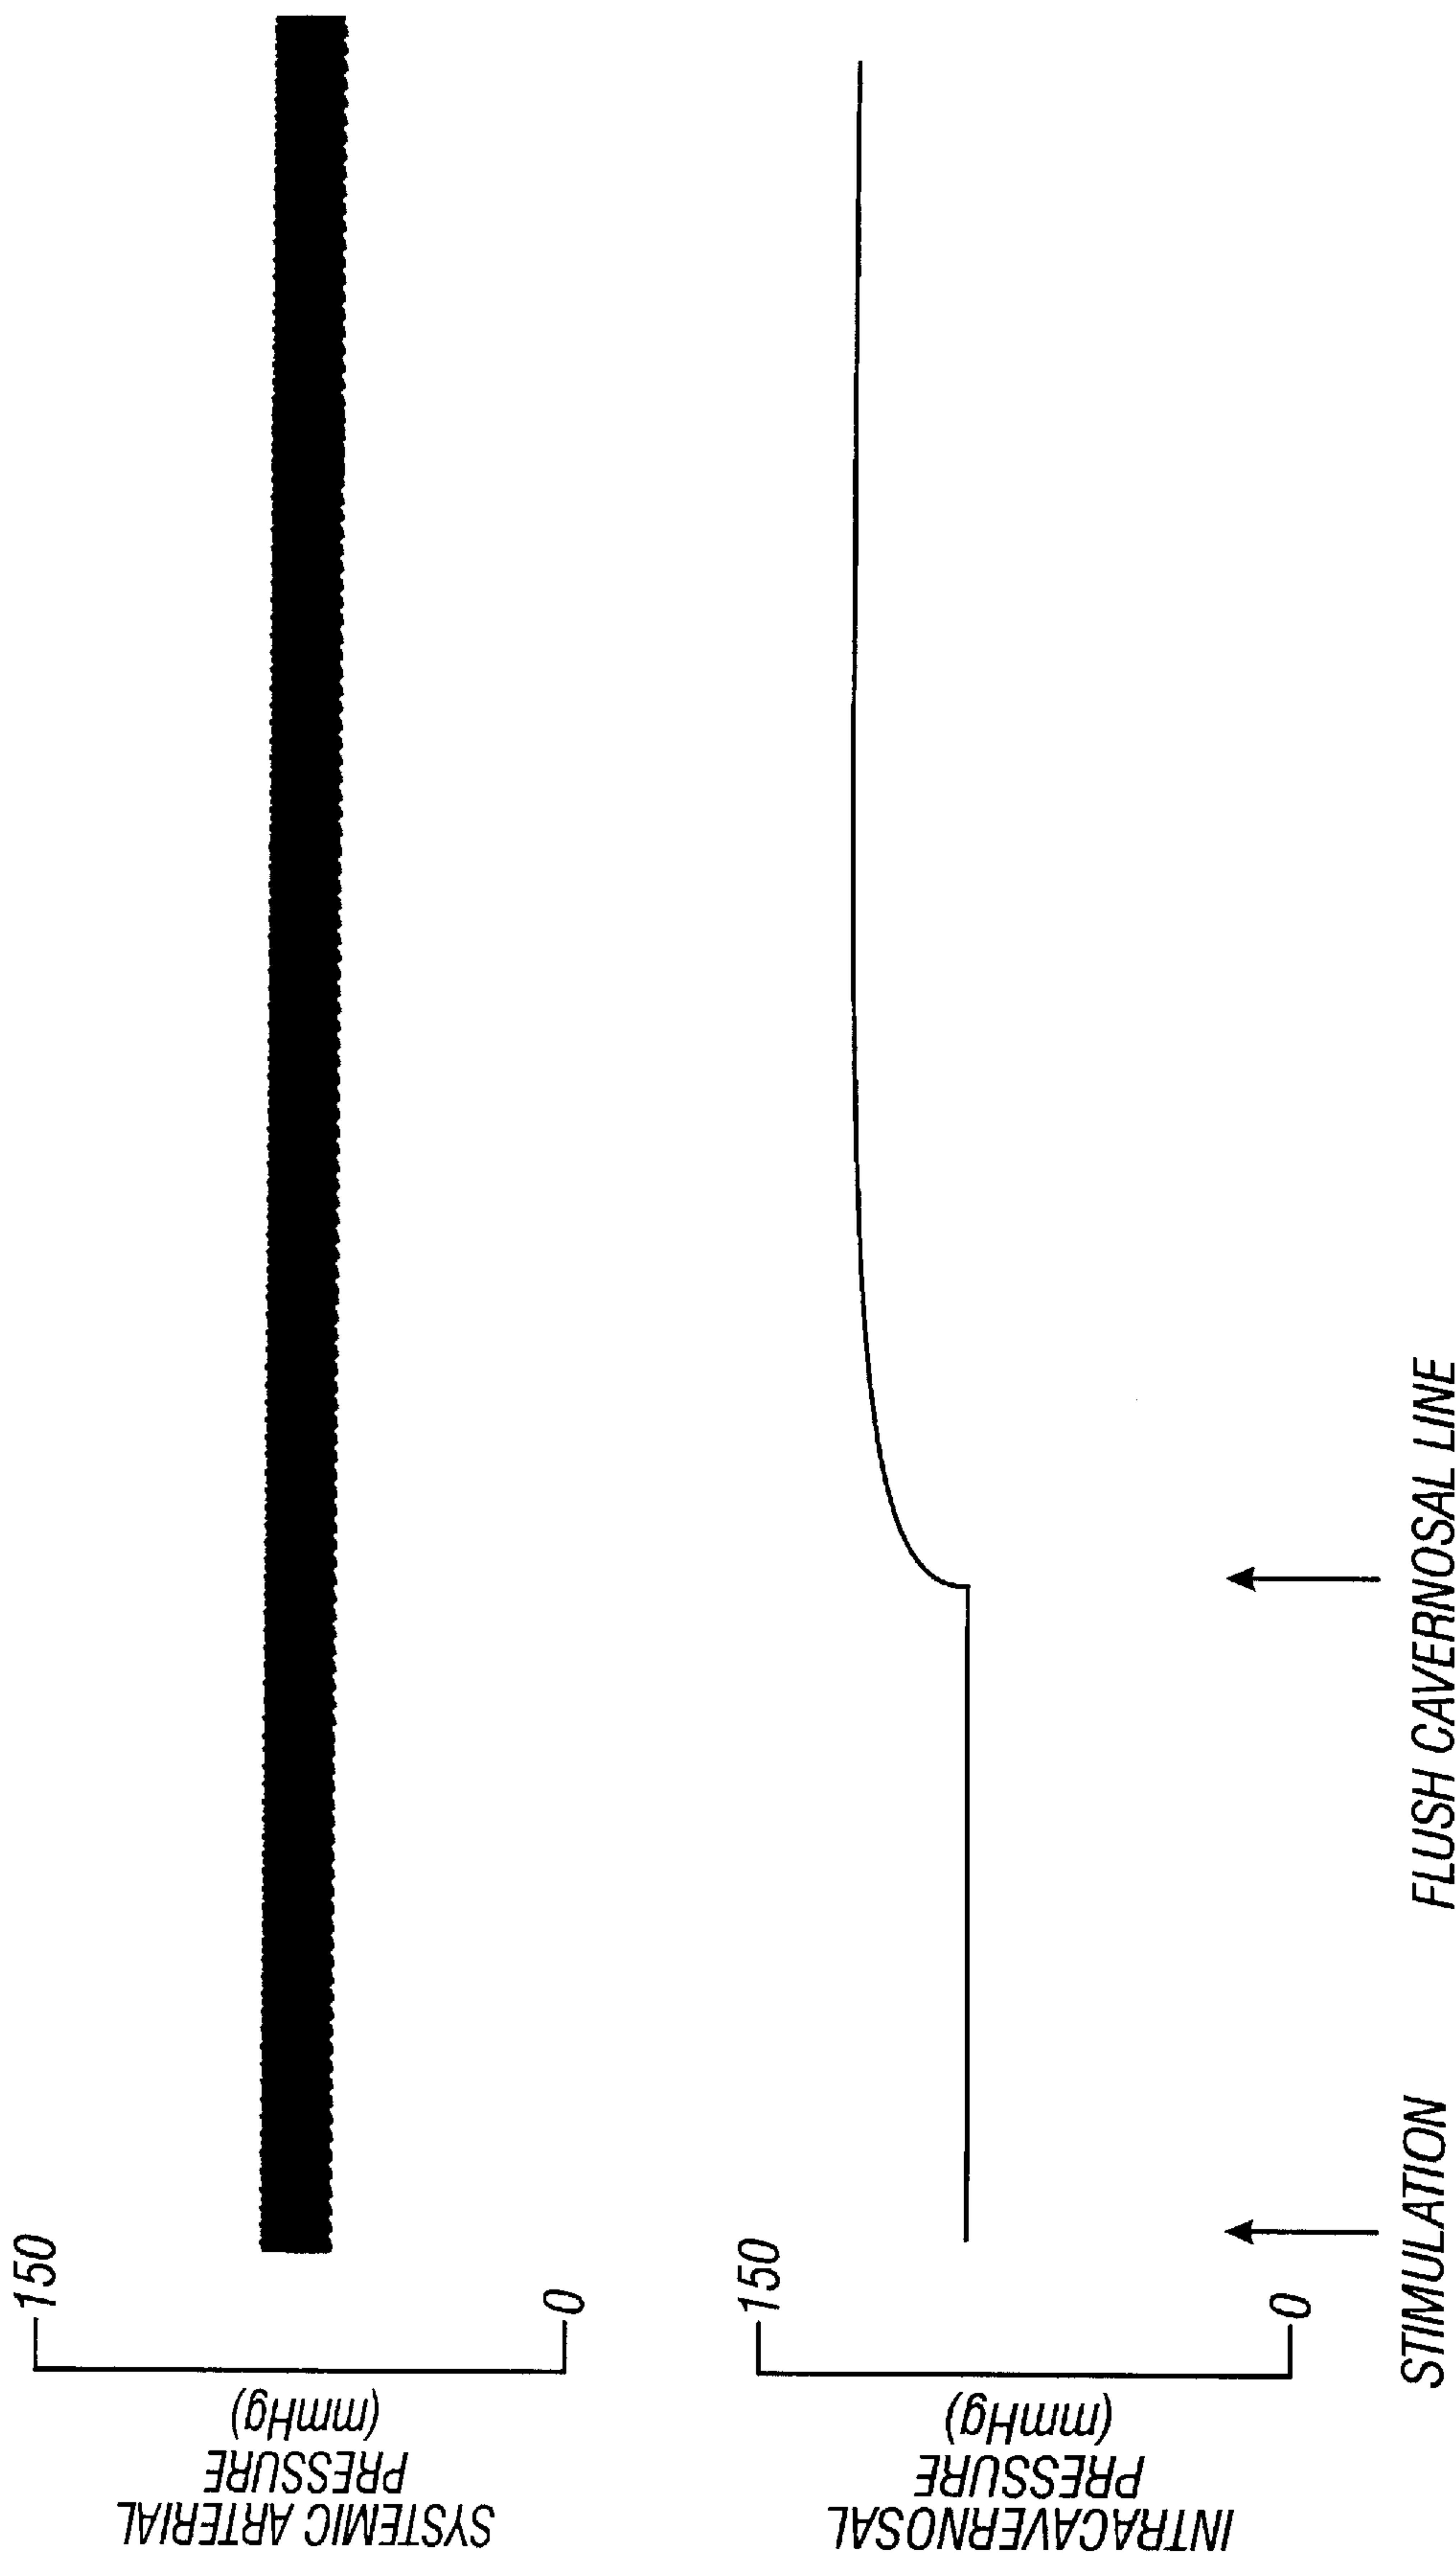 150
SYSTEMIC ARTERIAL
PRESSURE
(mmHg)
0
150
INTRACAVERNOSAL
PRESSURE
(mmHg)
0
STIMULATION
FLUSH CAVERNOSAL LINE